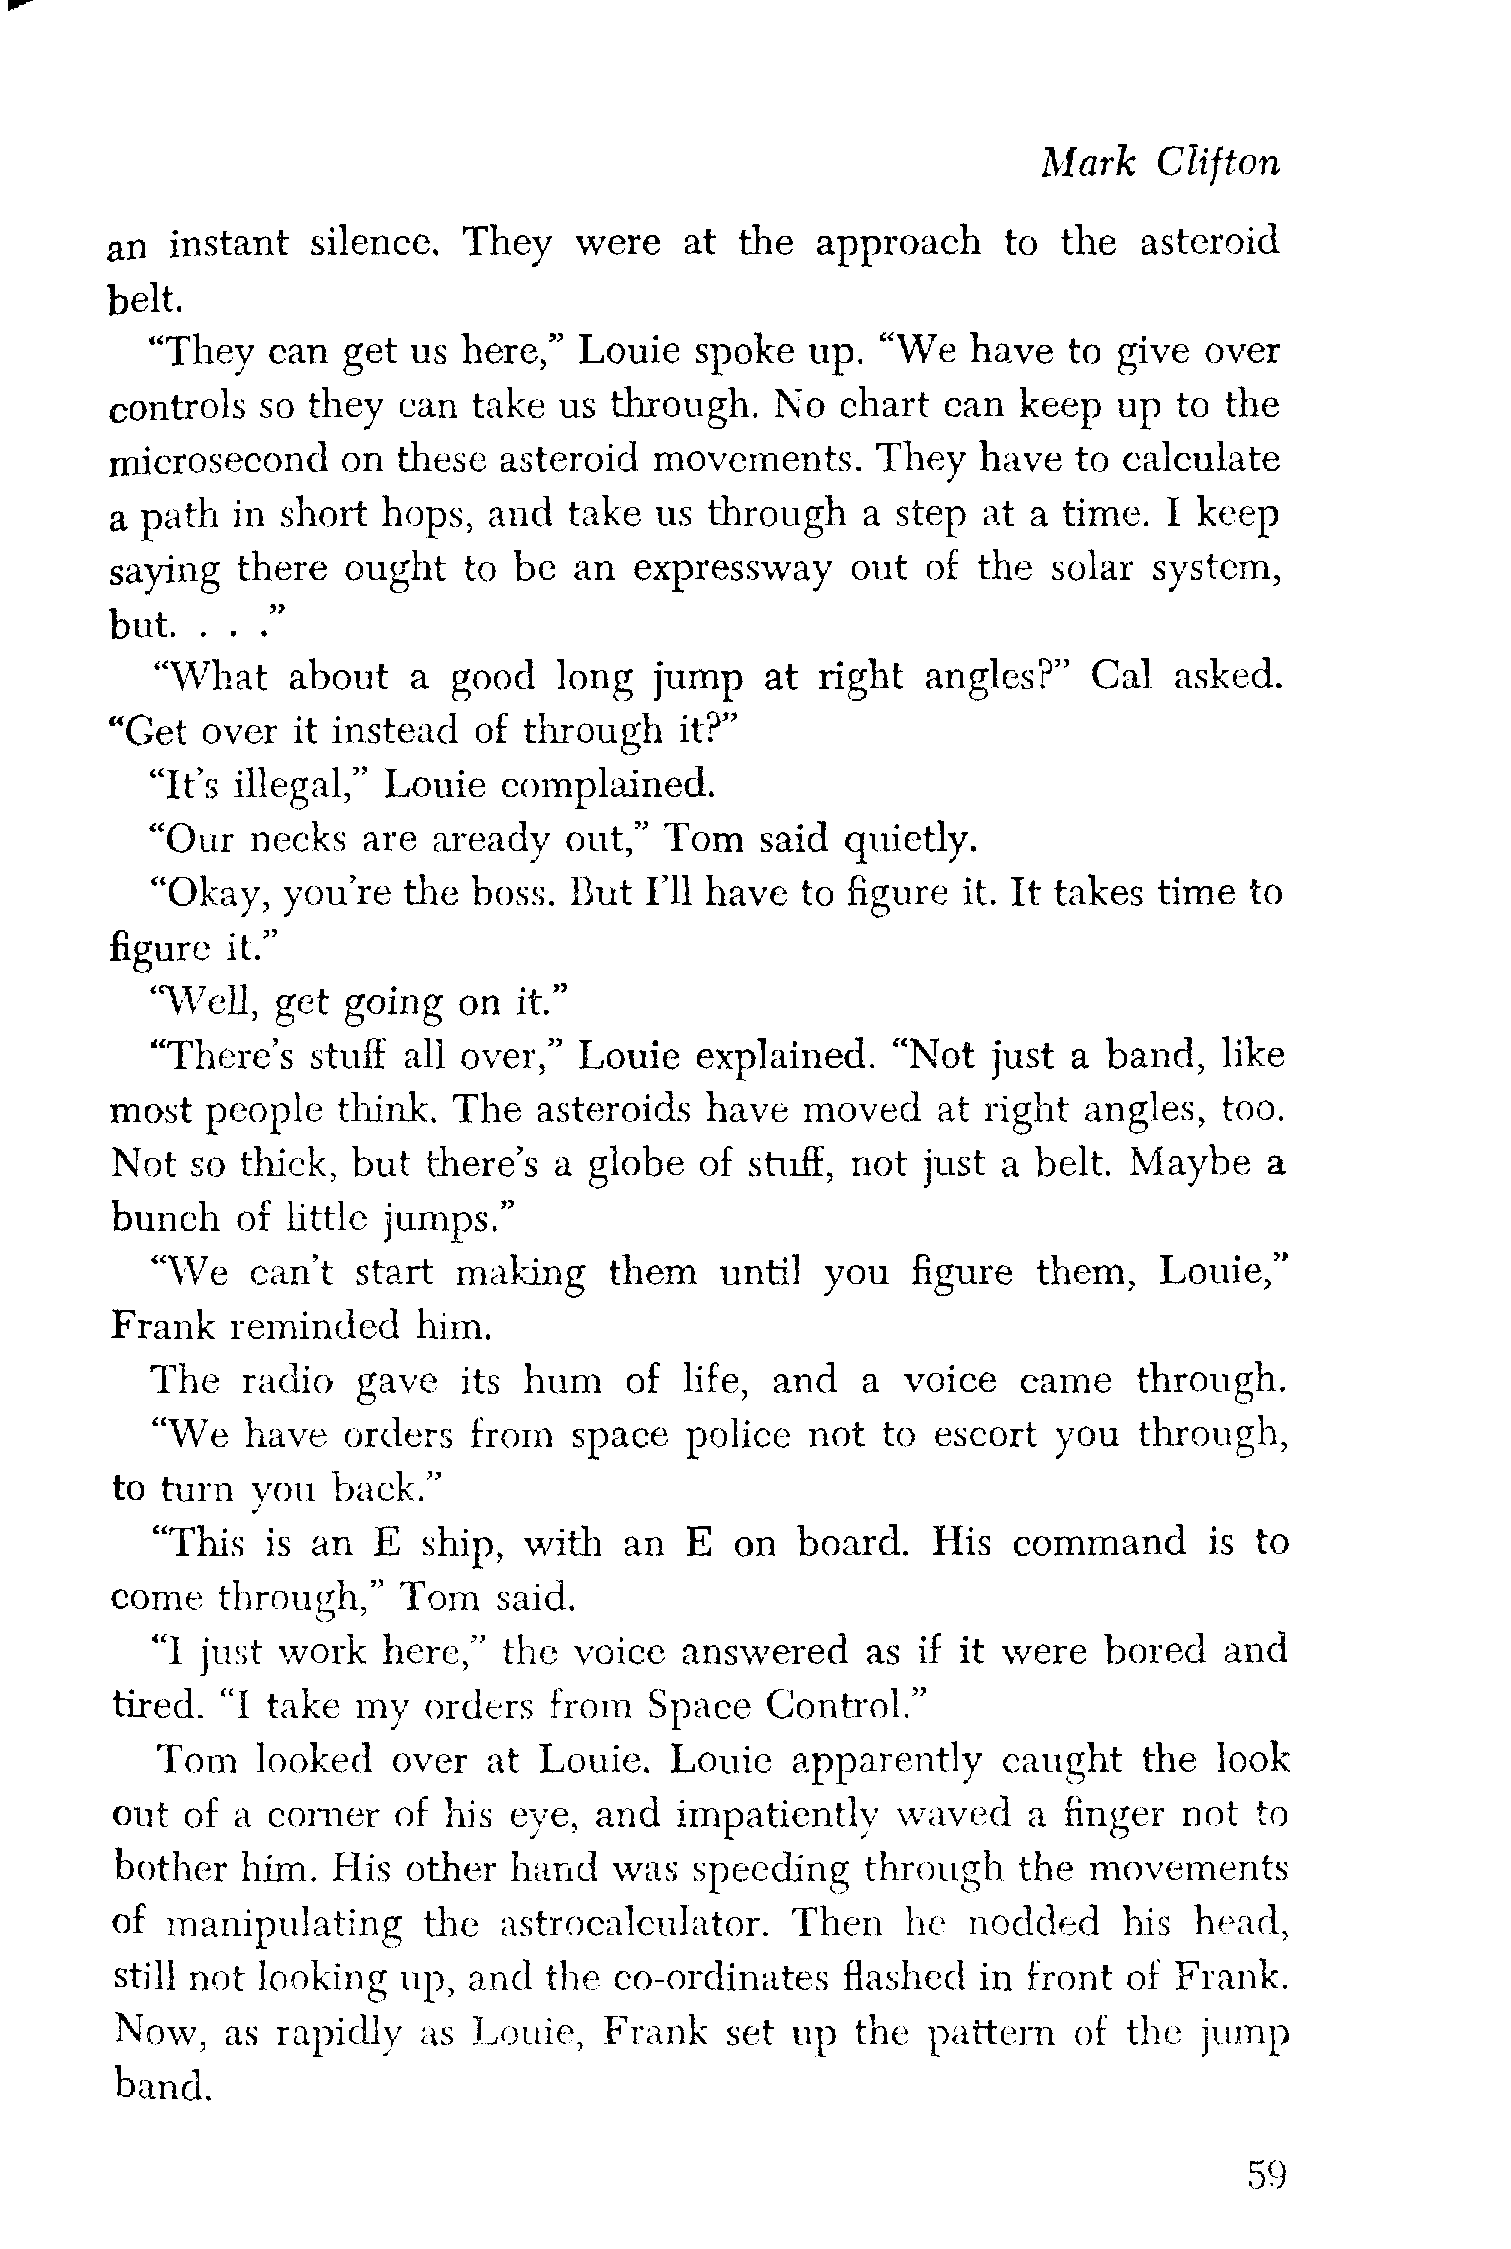 Mark Clifton
an instant silence. They were at the approach to the asteroid
belt.
“They can get us here,” Louie spoke up. “We have to give over
controls so they can take us through. No chart can keep up to the
microsecond on these asteroid movements. They have to calculate
a path in short hops, and take us through a step at a time. I keep
saying there ought to be an expressway out of the solar system,
but. . . .”
“What about a good long jump at right angles?” Cal asked.
“Get over it instead of through it?”
“It’s illegal,” Louie complained.
“Our necks are aready out,” Tom said quietly.
“Okay, you’re the boss. But I’ll have to figure it. It takes time to
figure it.”
“Well, get going on it.”
“There’s stuff all over,” Louie explained. “Not just a band, like
most people think. The asteroids have moved at right angles, too.
Not so thick, but there’s a globe of stuff, not just a belt. Maybe a
bunch of little jumps.”
“We can’t start making them until you figure them, Louie,”
Frank reminded him.
The radio gave its hum of life, and a voice came through.
“We have orders from space police not to escort you through,
to turn you back.”
“This is an E ship, with an E on board. His command is to
come through,” Tom said.
“I just work here,” the voice answered as if it were bored and
tired. “I take my orders from Space Control.”
Tom looked over at Louie. Louie apparently caught the look
out of a corner of his eye, and impatiently waved a finger not to
bother him. His other hand was speeding through the movements
of manipulating the astrocalculator. Then he nodded his head,
still not looking up, and the co-ordinates flashed in front of Frank.
Now, as rapidly as Louie, Frank set up the pattern of the jump
band.
59